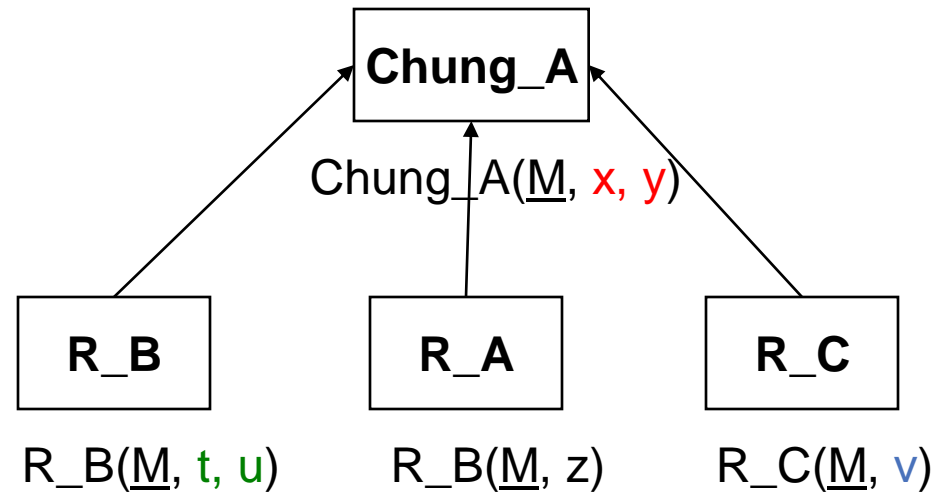 Chung_A
Chung_A(M, x, y)
R_B R_A R_C
R_B(M, t, u) R_B(M, z) R_C(M, v)